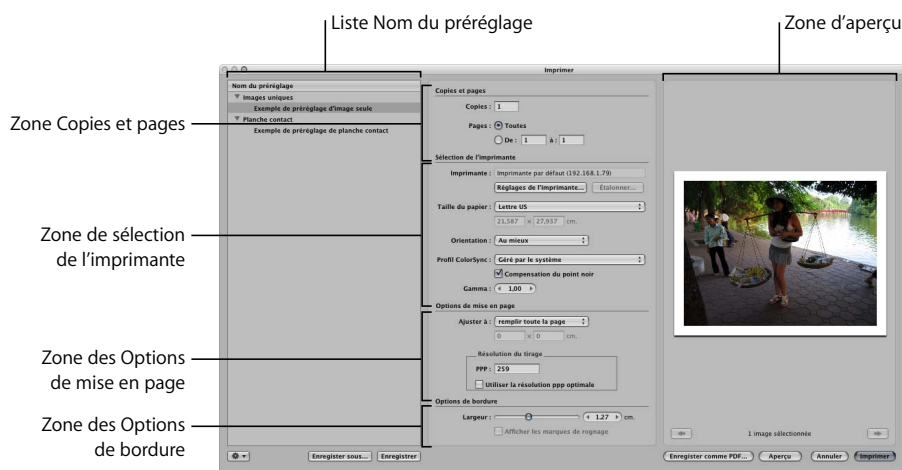 Liste Nom du préréglage
Zone d'aperçu
Imprimer
Nom du préréglage
Images uniques
Exemple de préréglage d'image seule
Planche contact
Exemple de préréglage de planche contact
Zone Copies et pages
Zone de sélection
de l'imprimante
Zone des Options
de mise en page
Zone des Options
de bordure
Copies et pages
Copies : 1
Pages : Toutes
De : 1 à : 1
Sélection de l'imprimante
Imprimante : Imprimante par défaut (192.168.1.79)
Réglages de l'imprimante... Étalonner...
Taille du papier : Lettre US
21,587 × 27,937 cm.
Orientation : Au mieux
Profil ColorSync : Géré par le système
Compensation du point noir
Gamma : 1,00
Options de mise en page
Ajuster à : remplir toute la page
0 × 0 cm.
Résolution du tirage
PPP : 259
Utiliser la résolution ppp optimale
Options de bordure
Largeur : 1,27 cm.
Afficher les marques de rognage
1 image sélectionnée
Enregistrer sous... Enregistrer
Enregister comme PDF... Aperçu Annuler Imprimer